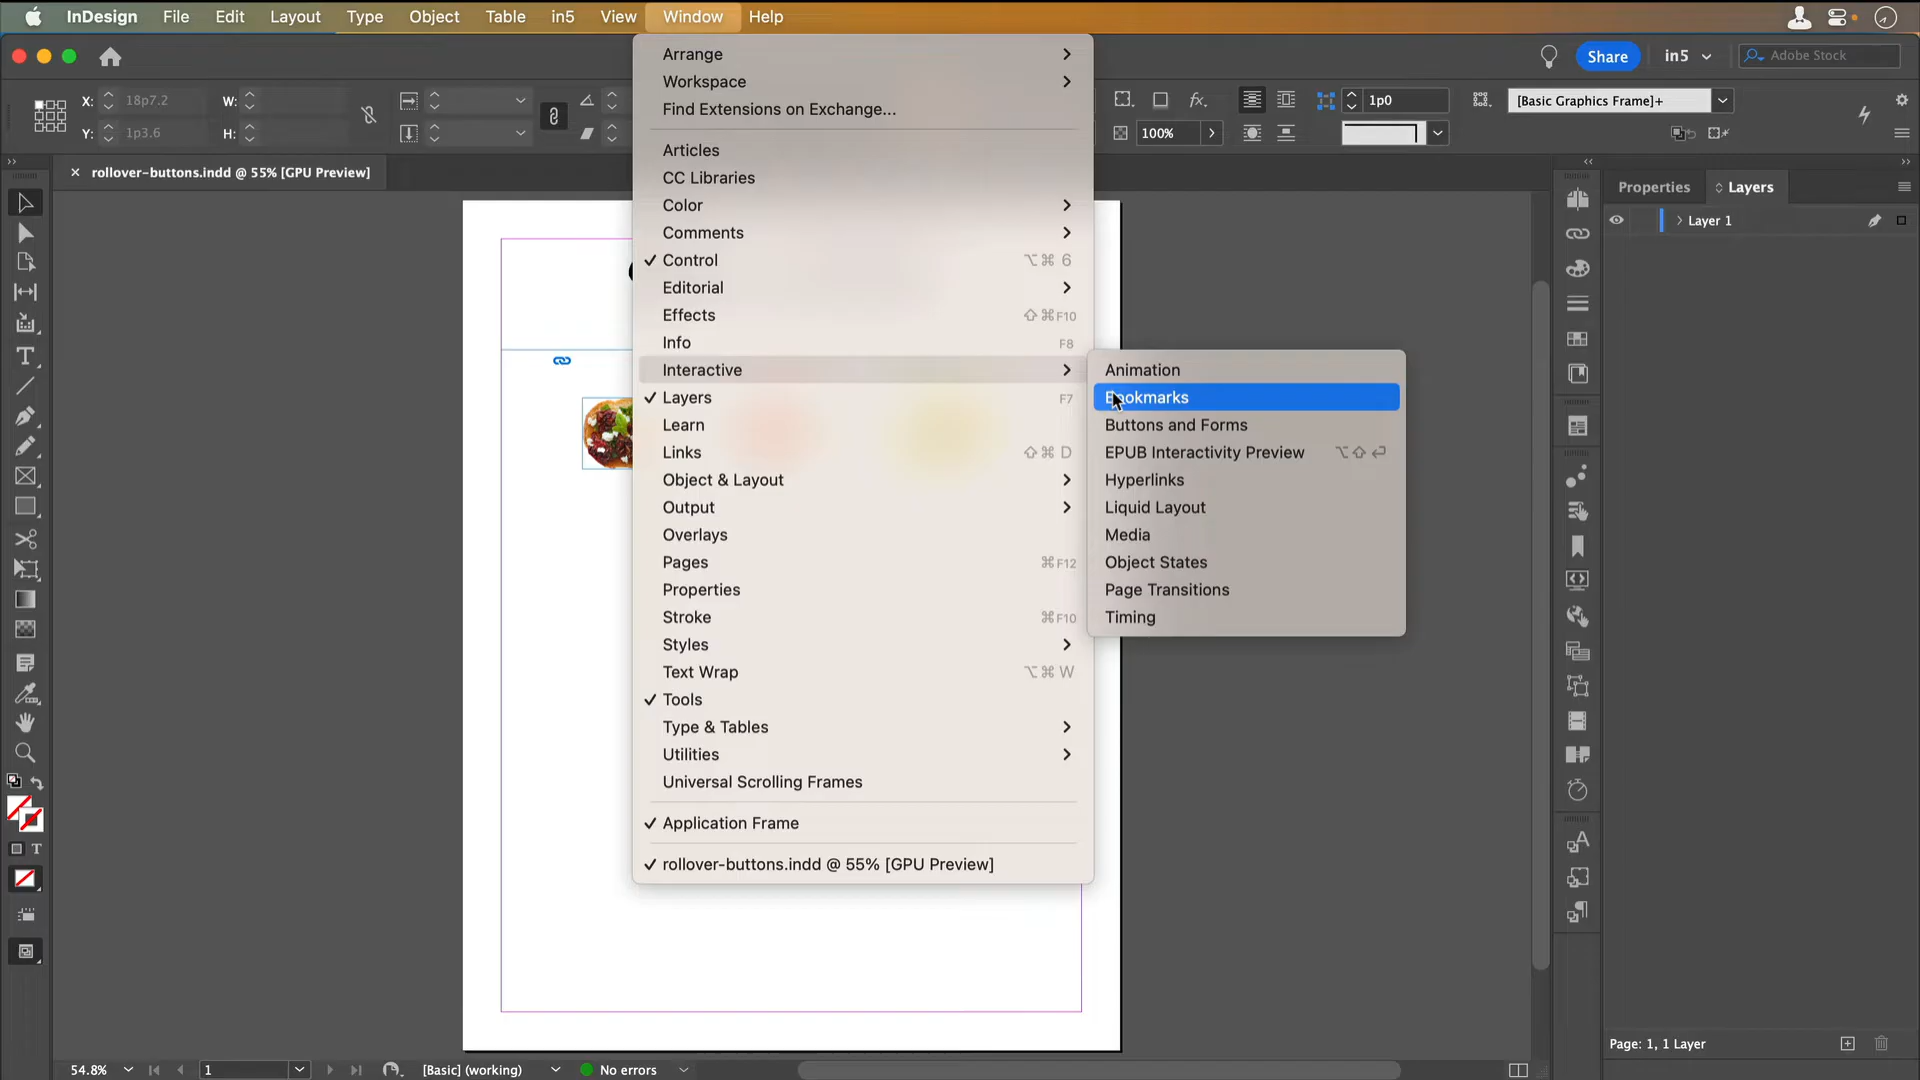 InDesign File Edit Layout Type Object Table in5 View Window Help
Share in5 Adobe Stock
X: 18p7.2 W: 1p0 [Basic Graphics Frame]+
Y: 1p3.6 H: 100%
rollover-buttons.indd @ 55% [GPU Preview]
Properties Layers
Layer 1
Arrange
Workspace
Find Extensions on Exchange...
Articles
CC Libraries
Color
Comments
Control ⌥⌘ 6
Editorial
Effects ⇧⌘F10
Info F8
Interactive
Layers F7
Learn
Links ⇧⌘ D
Object & Layout
Output
Overlays
Pages ⌘F12
Properties
Stroke ⌘F10
Styles
Text Wrap ⌥⌘ W
Tools
Type & Tables
Utilities
Universal Scrolling Frames
Application Frame
rollover-buttons.indd @ 55% [GPU Preview]
Animation
Bookmarks
Buttons and Forms
EPUB Interactivity Preview ⌥⇧⏎
Hyperlinks
Liquid Layout
Media
Object States
Page Transitions
Timing
Page: 1, 1 Layer
54.8% 1 [Basic] (working) No errors